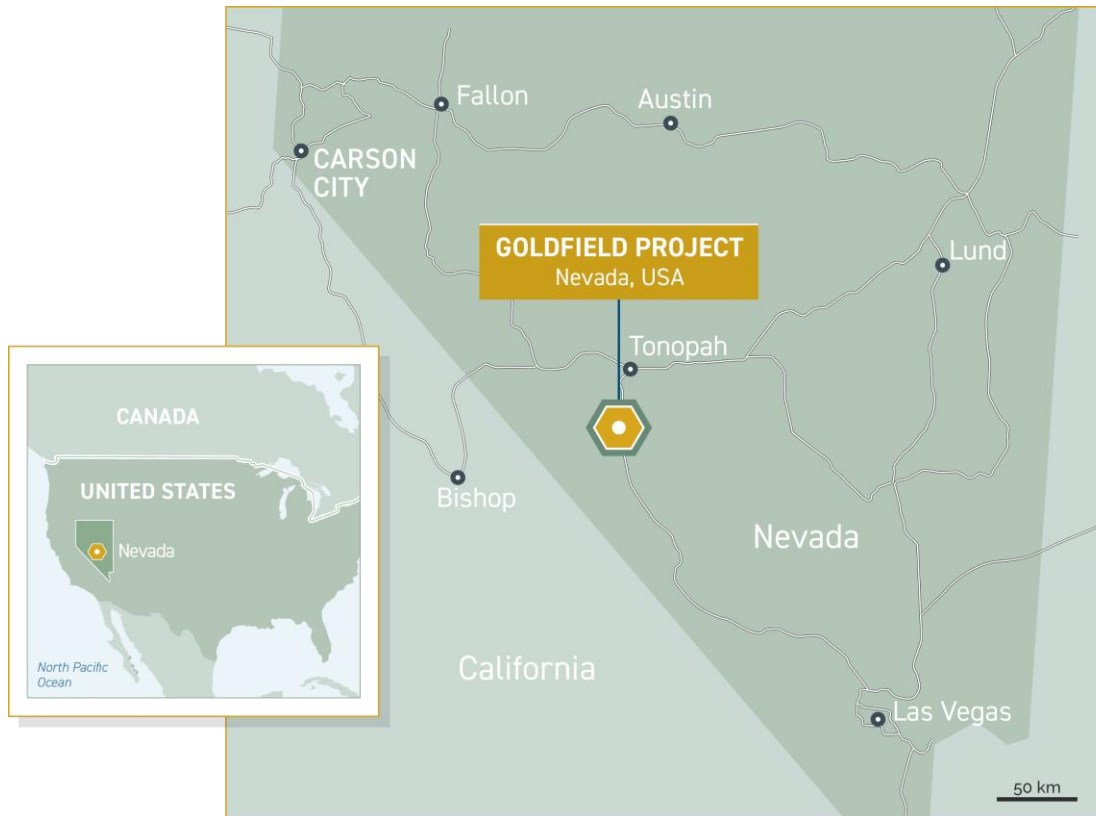 Fallon
Austin
CARSON
CITY
GOLDFIELD PROJECT
Nevada, USA
Lund
Tonopah
Bishop
Nevada
California
Las Vegas
50 km
CANADA
UNITED STATES
Nevada
North Pacific
Ocean